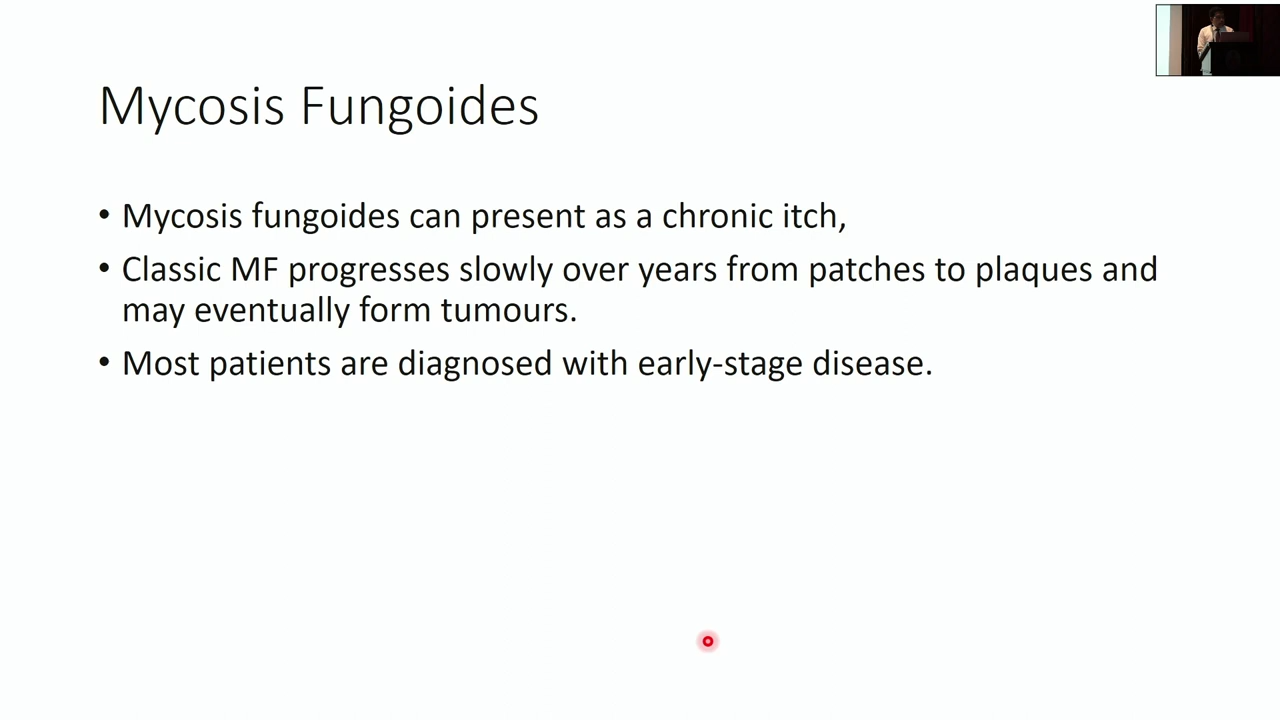 Mycosis Fungoides
• Mycosis fungoides can present as a chronic itch,
• Classic MF progresses slowly over years from patches to plaques and
may eventually form tumours.
• Most patients are diagnosed with early-stage disease.